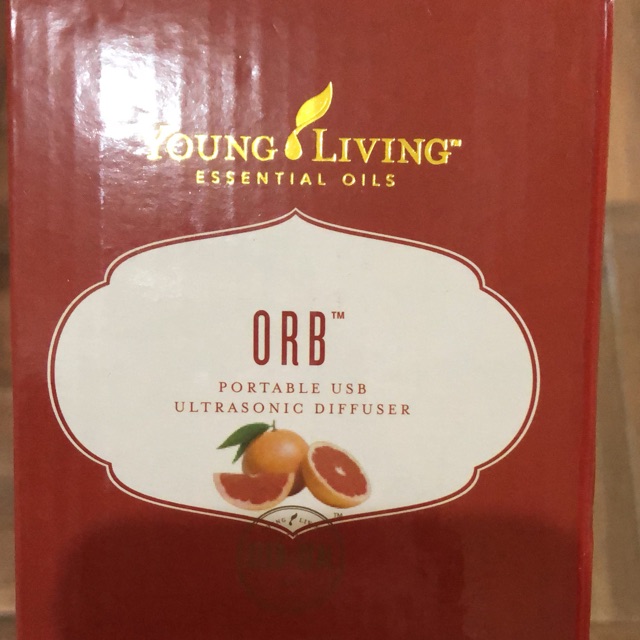 YOUNG LIVING™
ESSENTIAL OILS
ORB™
PORTABLE USB
ULTRASONIC DIFFUSER